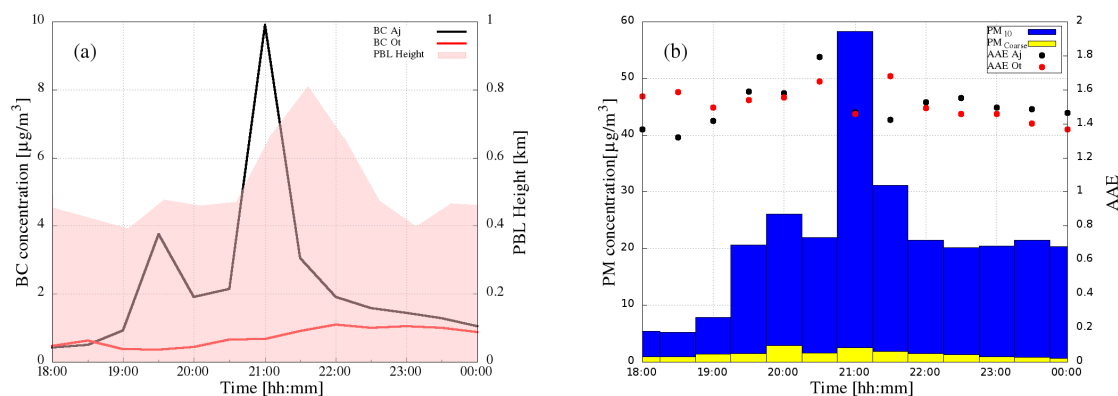 (a)
BC Aj
BC Ot
PBL Height
10
8
6
4
2
0
BC concentration [µg/m³]
1
0.8
0.6
0.4
0.2
0
PBL Height [km]
18:00 19:00 20:00 21:00 22:00 23:00 00:00
Time [hh:mm]
(b)
PM 10
PM Coarse
AAE Aj
AAE Ot
60
50
40
30
20
10
0
PM concentration[µg/m³]
2
1.8
1.6
1.4
1.2
1
0.8
0.6
0.4
0.2
0
AAE
18:00 19:00 20:00 21:00 22:00 23:00 00:00
Time [hh:mm]